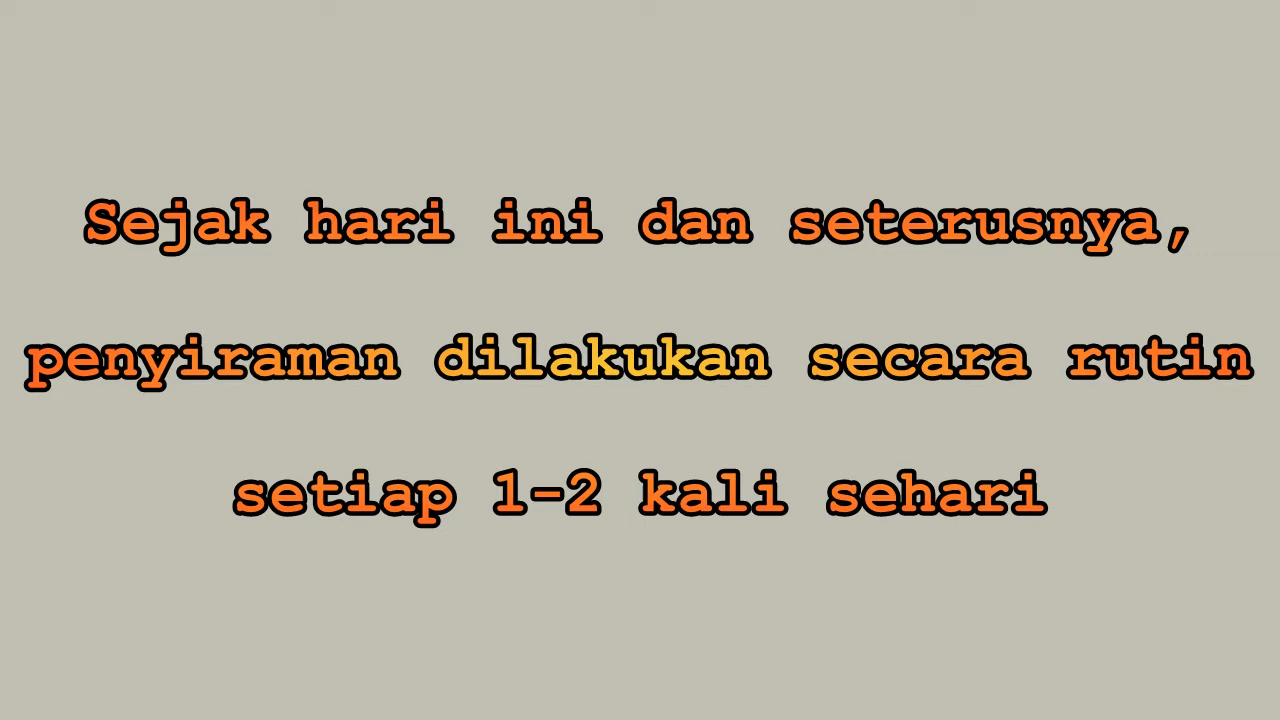 Sejak hari ini dan seterusnya,
penyiraman dilakukan secara rutin
setiap 1-2 kali sehari